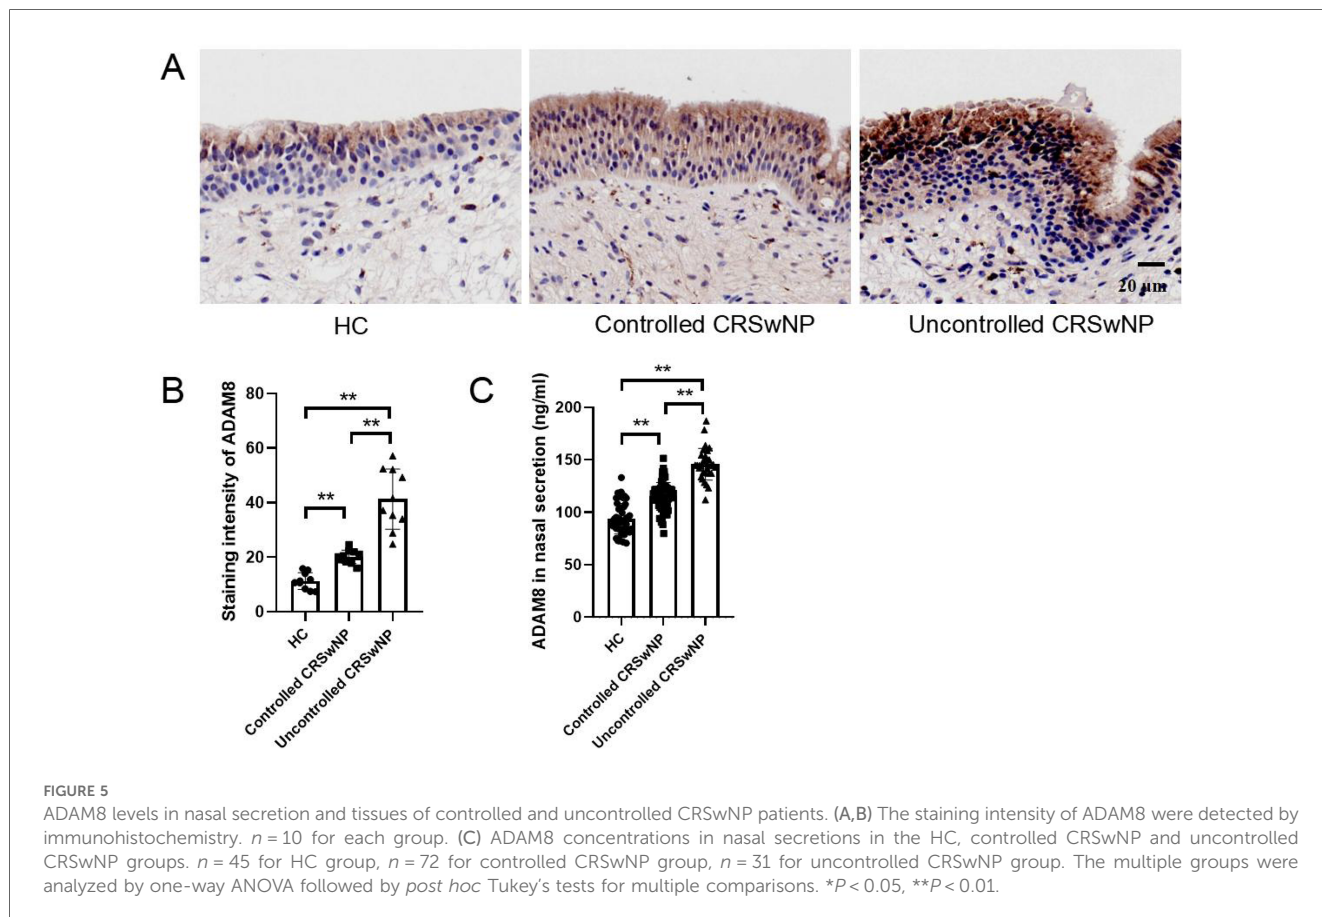 A
20 μm
HC
Controlled CRSwNP
Uncontrolled CRSwNP
B
Staining intensity of ADAM8
80
60
40
20
0
**
**
**
HC
Controlled CRSwNP
Uncontrolled CRSwNP
C
ADAM8 in nasal secretion (ng/ml)
200
150
100
50
0
**
**
**
HC
Controlled CRSwNP
Uncontrolled CRSwNP
FIGURE 5
ADAM8 levels in nasal secretion and tissues of controlled and uncontrolled CRSwNP patients. (A,B) The staining intensity of ADAM8 were detected by
immunohistochemistry. n = 10 for each group. (C) ADAM8 concentrations in nasal secretions in the HC, controlled CRSwNP and uncontrolled
CRSwNP groups. n = 45 for HC group, n = 72 for controlled CRSwNP group, n = 31 for uncontrolled CRSwNP group. The multiple groups were
analyzed by one-way ANOVA followed by post hoc Tukey's tests for multiple comparisons. *P < 0.05, **P < 0.01.